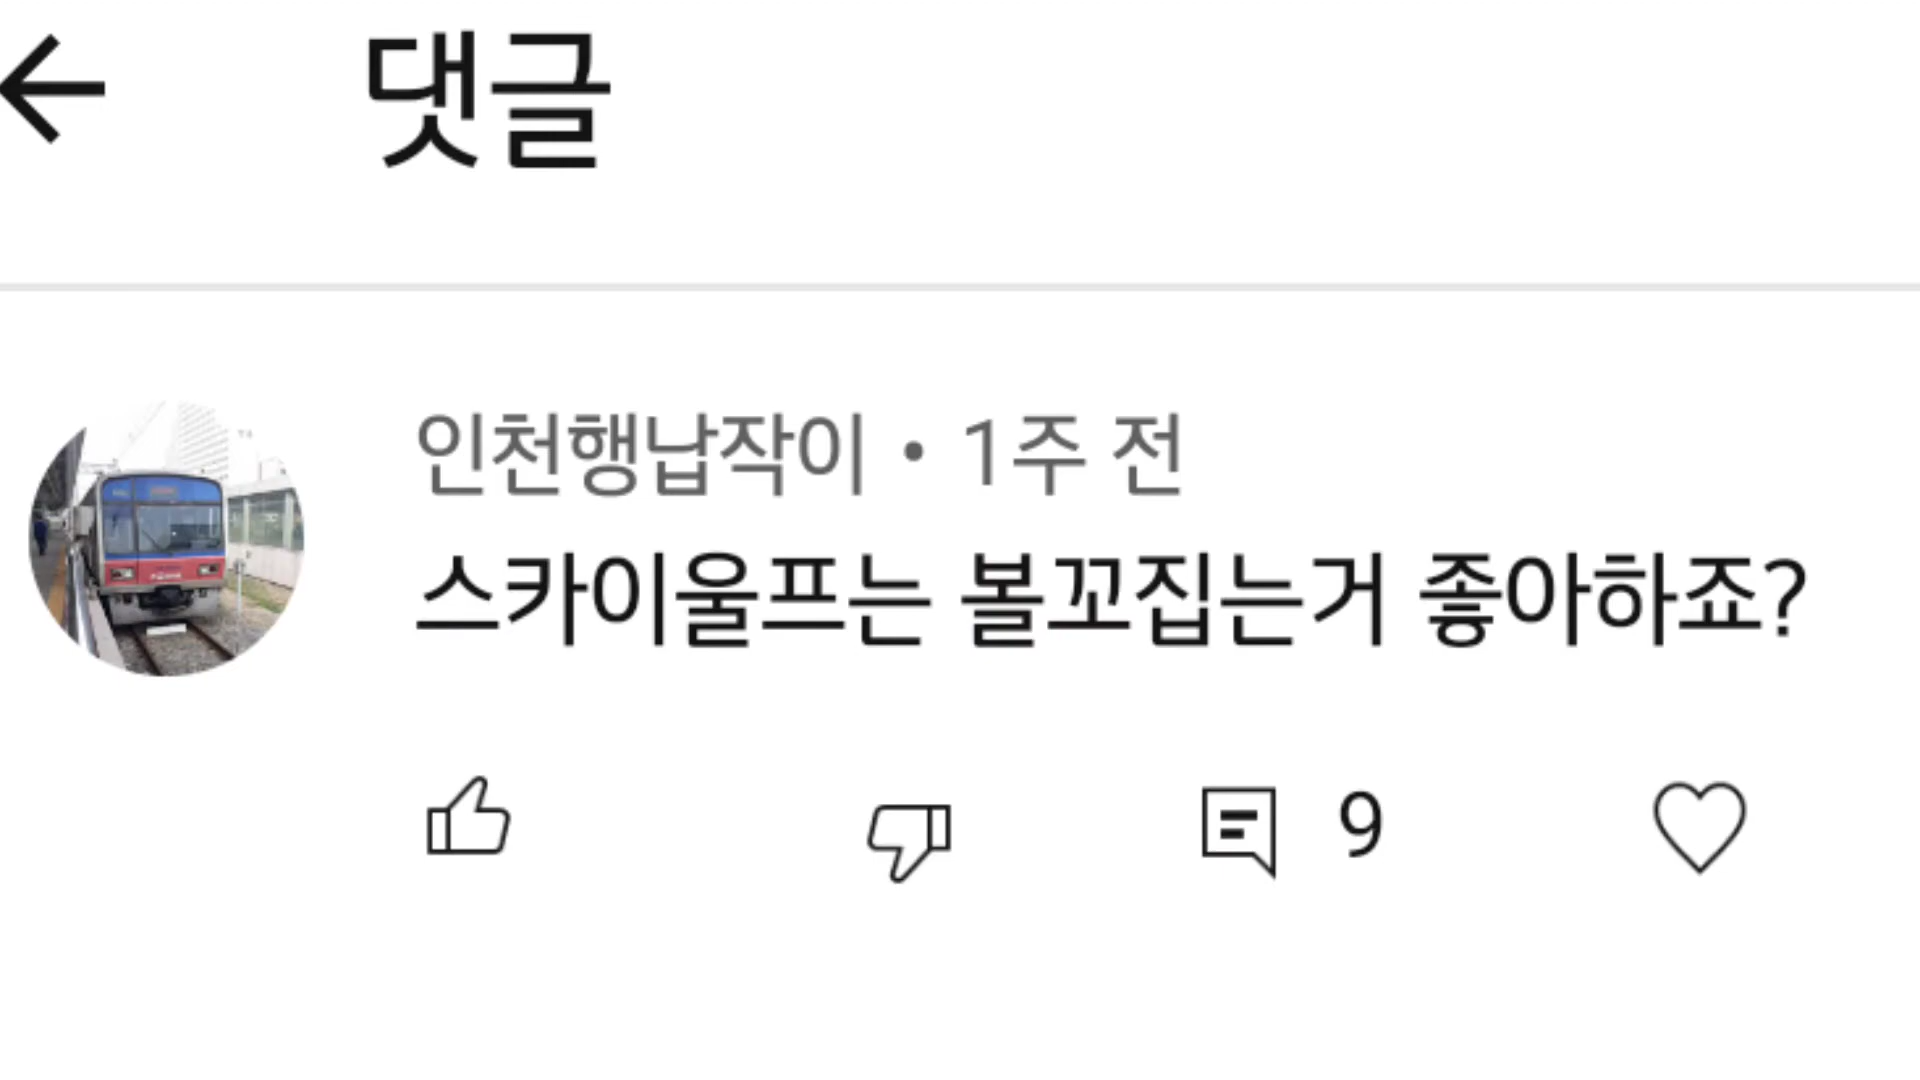 댓글
인천행납작이 • 1주 전
스카이울프는 볼꼬집는거 좋아하죠?
9